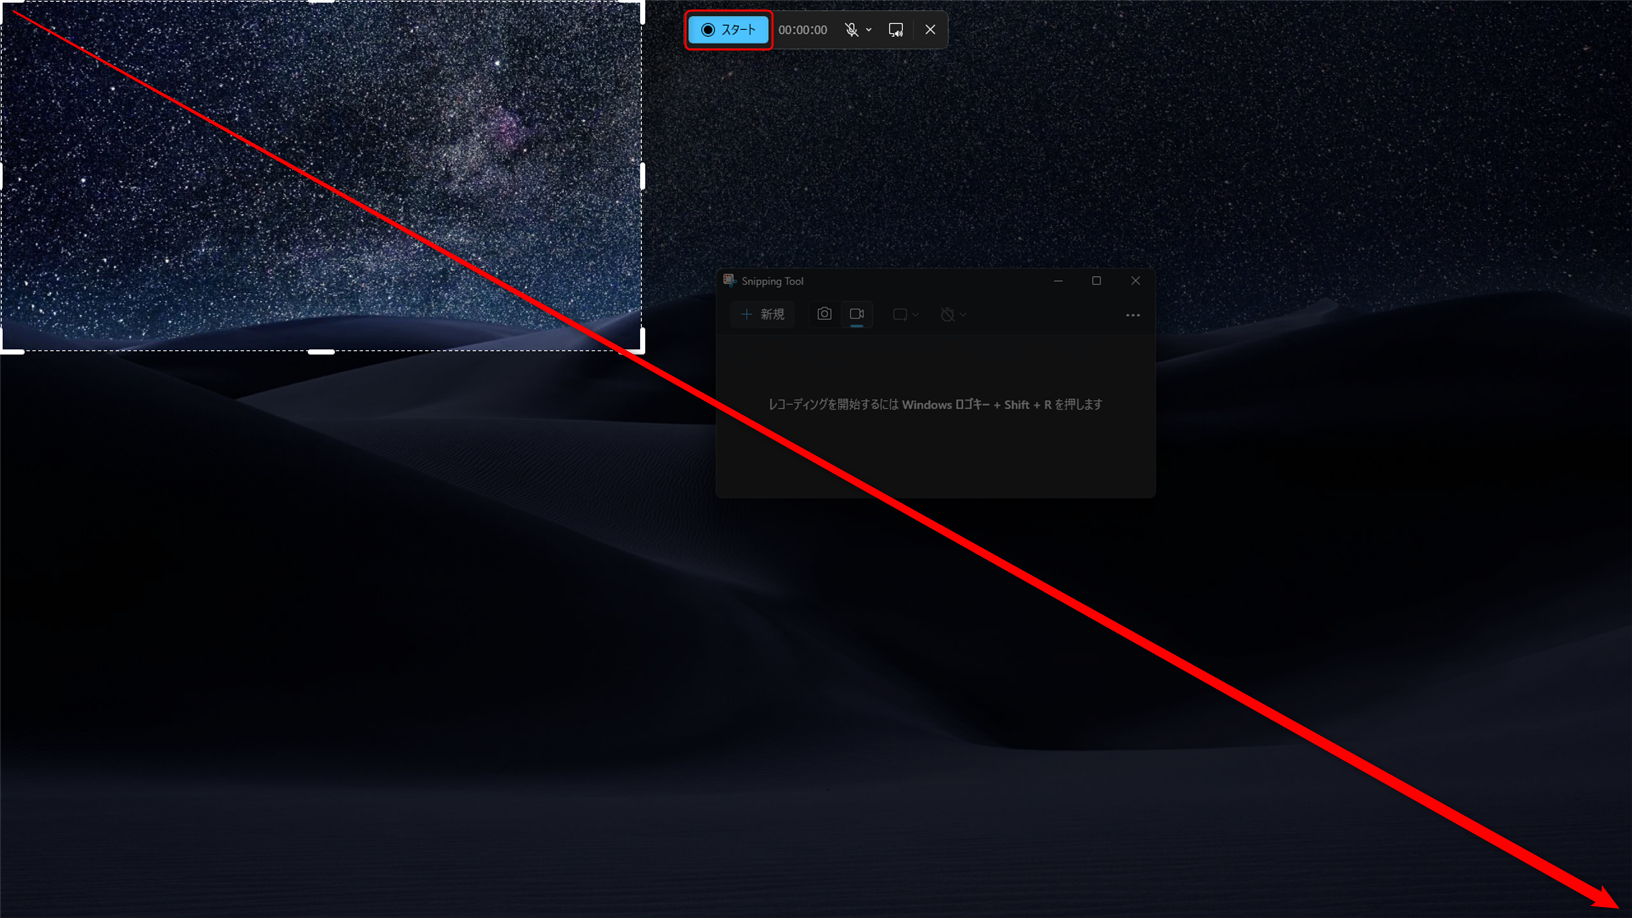 スタート 00:00:00
Snipping Tool
新規
レコーディングを開始するには Windows ロゴキー + Shift + R を押します